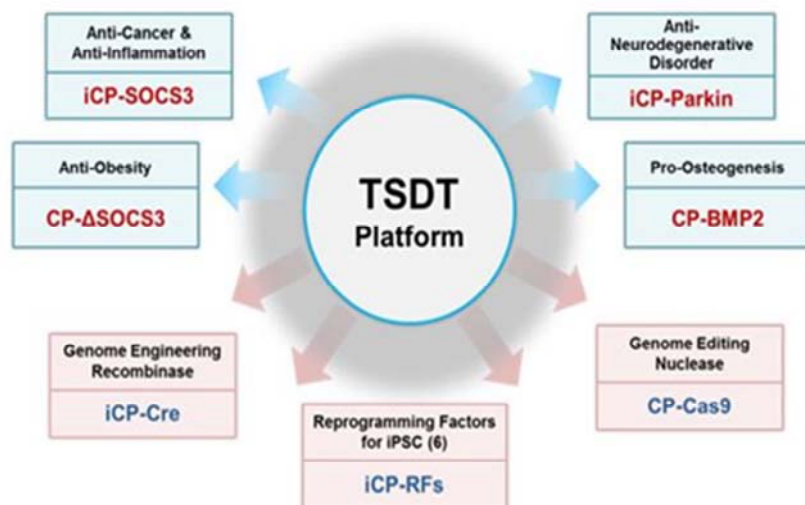 Anti-Cancer &
Anti-Inflammation
iCP-SOCS3
Anti-
Neurodegenerative
Disorder
iCP-Parkin
Anti-Obesity
CP-ΔSOCS3
TSDT
Platform
Pro-Osteogenesis
CP-BMP2
Genome Engineering
Recombinase
iCP-Cre
Reprogramming Factors
for iPSC (6)
iCP-RFs
Genome Editing
Nuclease
CP-Cas9